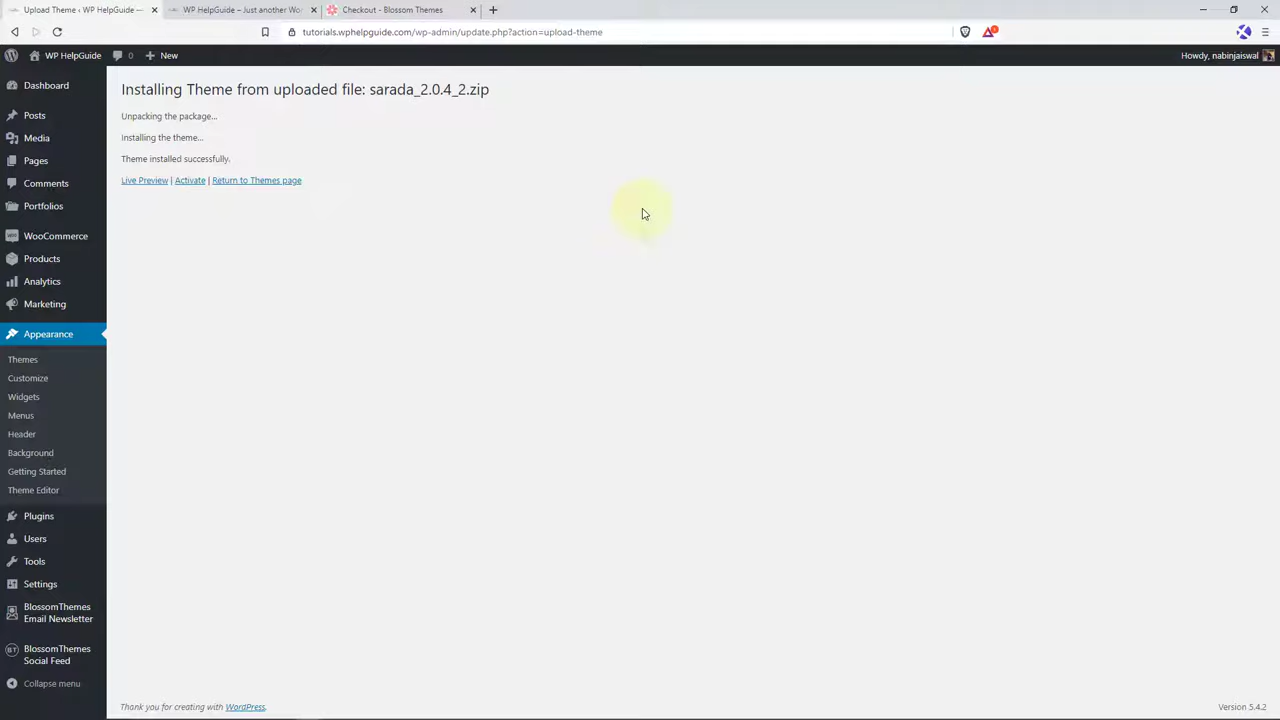 Upload Theme ‹ WP HelpGuide —
WP HelpGuide – Just another Wo
Checkout - Blossom Themes
tutorials.wphelpguide.com/wp-admin/update.php?action=upload-theme
WP HelpGuide
0
New
Howdy, nabinjaiswal
Dashboard
Posts
Media
Pages
Comments
Portfolios
WooCommerce
Products
Analytics
Marketing
Appearance
Themes
Customize
Widgets
Menus
Header
Background
Getting Started
Theme Editor
Plugins
Users
Tools
Settings
BlossomThemes
Email Newsletter
BT
BlossomThemes
Social Feed
Collapse menu
Installing Theme from uploaded file: sarada_2.0.4_2.zip
Unpacking the package...
Installing the theme...
Theme installed successfully.
Live Preview | Activate | Return to Themes page
Thank you for creating with WordPress.
Version 5.4.2